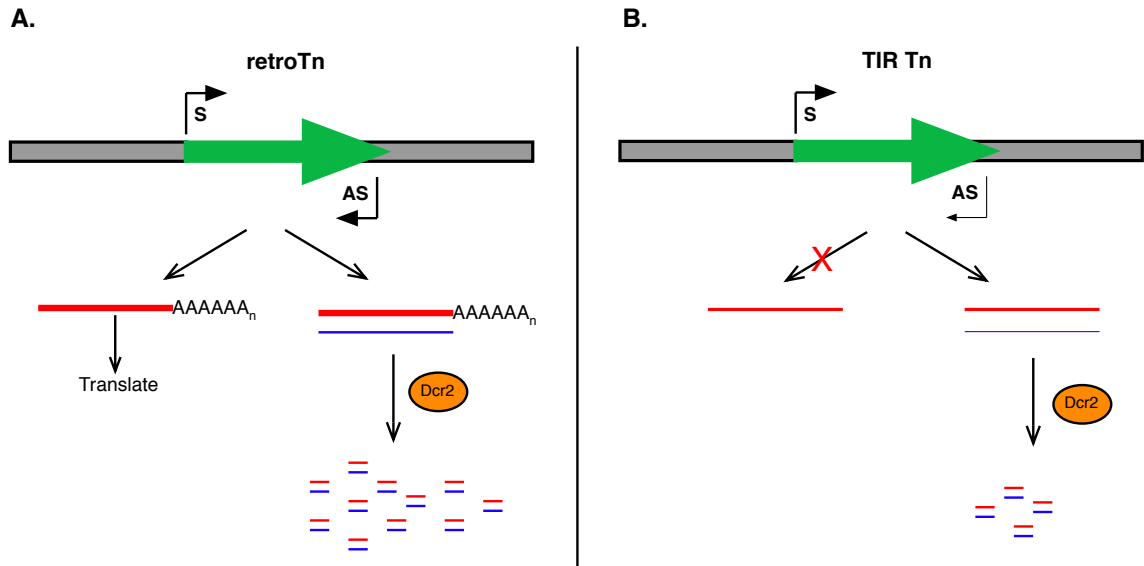 A.
retroTn
S
AS
AAAAAAn
AAAAAAn
Translate
Dcr2
B.
TIR Tn
S
AS
X
Dcr2